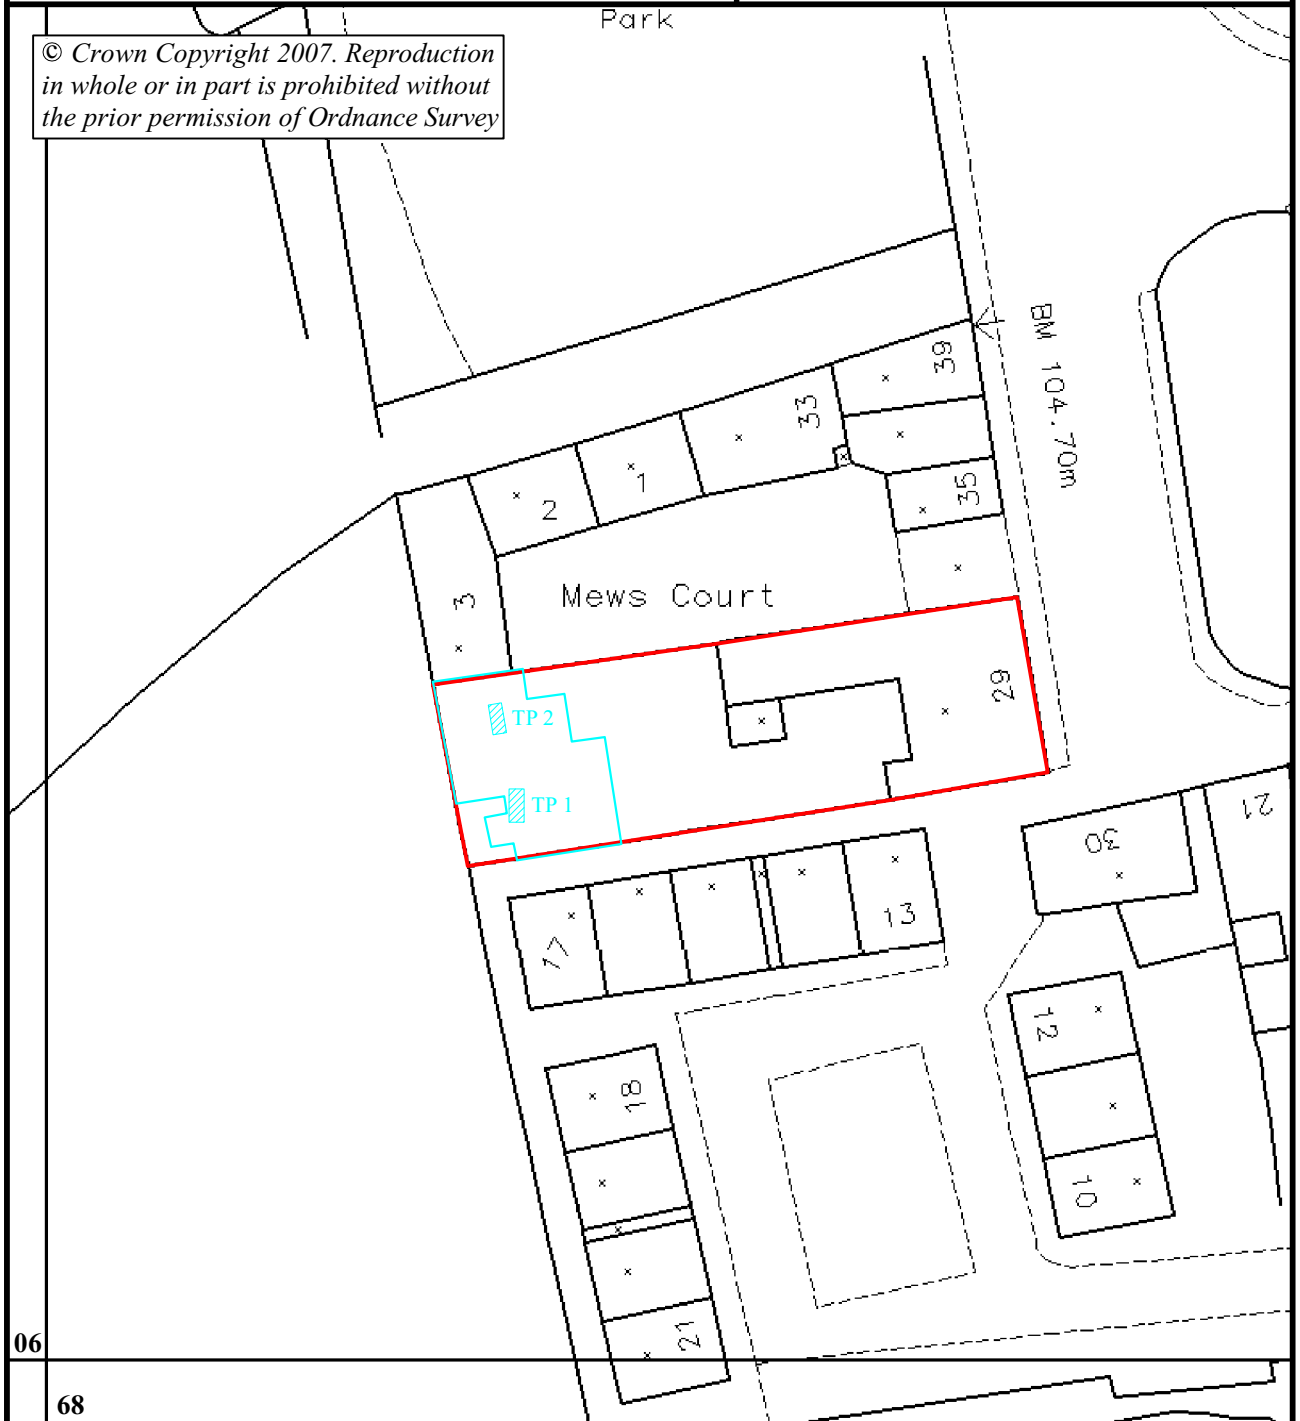 Park
© Crown Copyright 2007. Reproduction
in whole or in part is prohibited without
the prior permission of Ordnance Survey
BM 104.70m
39
33
1
2
35
3
Mews Court
29
TP 2
TP 1
21
30
13
17
12
18
10
21
06
68